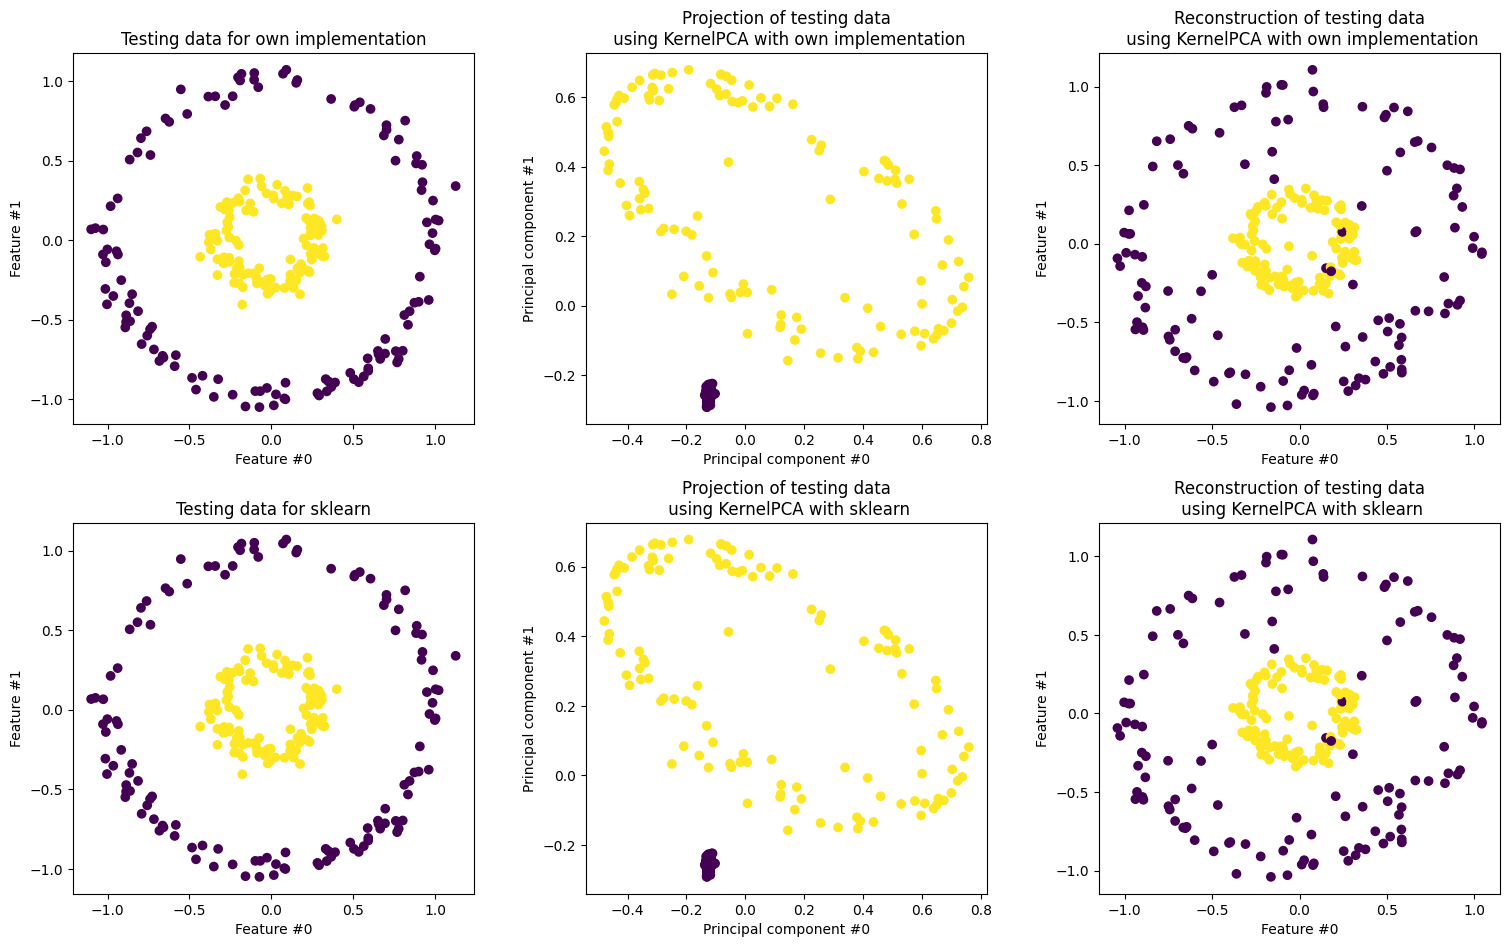 Testing data for own implementation
1.0
0.5
0.0
−0.5
−1.0
Feature #1
−1.0
−0.5
0.0
0.5
1.0
Feature #0
Projection of testing data
using KernelPCA with own implementation
0.6
0.4
0.2
0.0
−0.2
Principal component #1
−0.4
−0.2
0.0
0.2
0.4
0.6
0.8
Principal component #0
Reconstruction of testing data
using KernelPCA with own implementation
1.0
0.5
0.0
−0.5
−1.0
Feature #1
−1.0
−0.5
0.0
0.5
1.0
Feature #0
Testing data for sklearn
1.0
0.5
0.0
−0.5
−1.0
Feature #1
−1.0
−0.5
0.0
0.5
1.0
Feature #0
Projection of testing data
using KernelPCA with sklearn
0.6
0.4
0.2
0.0
−0.2
Principal component #1
−0.4
−0.2
0.0
0.2
0.4
0.6
0.8
Principal component #0
Reconstruction of testing data
using KernelPCA with sklearn
1.0
0.5
0.0
−0.5
−1.0
Feature #1
−1.0
−0.5
0.0
0.5
1.0
Feature #0